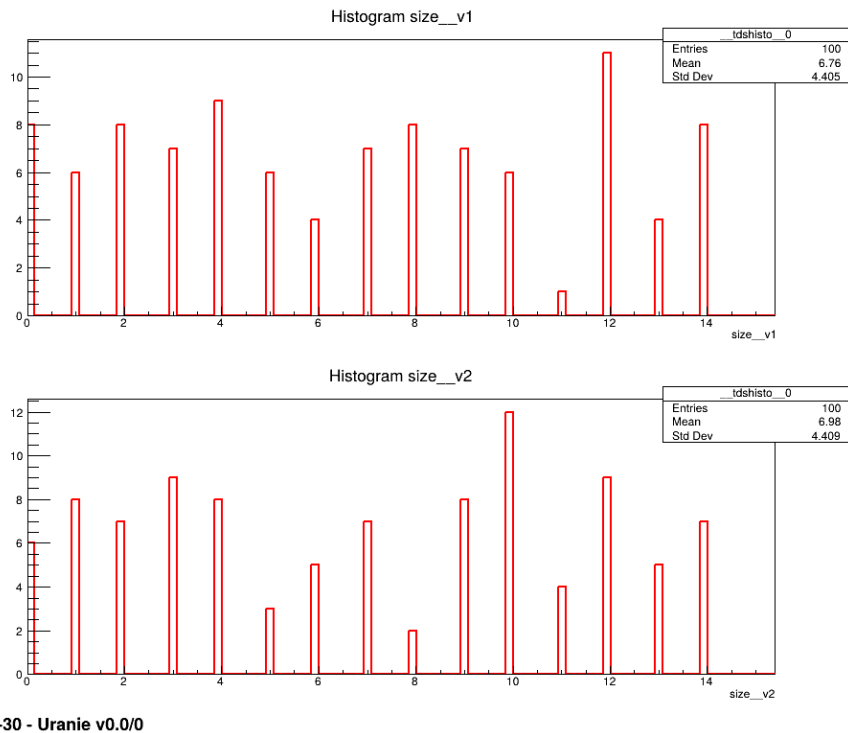 Histogram size__v1
__tdshisto__0
Entries 100
Mean 6.76
Std Dev 4.405
10
8
6
4
2
0
0 2 4 6 8 10 12 14
size__v1
Histogram size__v2
__tdshisto__0
Entries 100
Mean 6.98
Std Dev 4.409
12
10
8
6
4
2
0
0 2 4 6 8 10 12 14
size__v2
-30 - Uranie v0.0/0